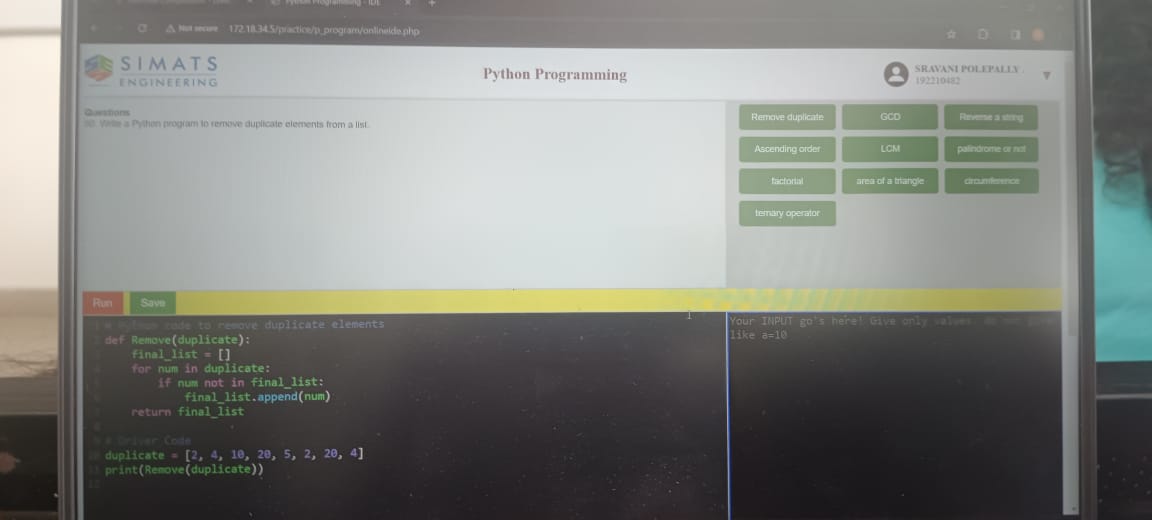 Python Programming - IDE
Not secure 172.18.34.5/practice/p_program/onlineide.php
SIMATS
ENGINEERING
Python Programming
SRAVANI POLEPALLY
192210482
Questions
Write a Python program to remove duplicate elements from a list.
Remove duplicate GCD Reverse a string
Ascending order LCM palindrome or not
factorial area of a triangle circumference
ternary operator
Run Save
1 # Python code to remove duplicate elements
2 def Remove(duplicate):
3 final_list = []
4 for num in duplicate:
5 if num not in final_list:
6 final_list.append(num)
7 return final_list
8
9 # Driver Code
10 duplicate = [2, 4, 10, 20, 5, 2, 20, 4]
11 print(Remove(duplicate))
12
Your INPUT go's here! Give only values, do not give
like a=10